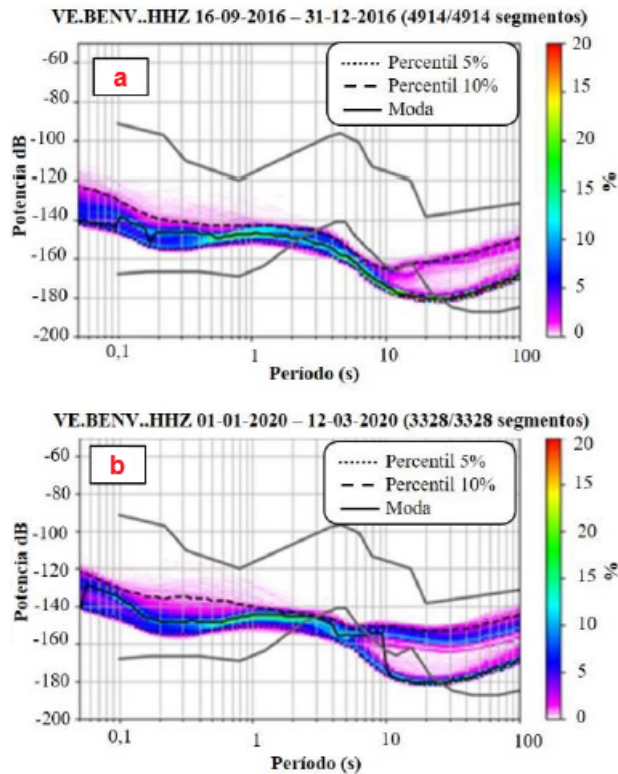 VE.BENV..HHZ 16-09-2016 – 31-12-2016 (4914/4914 segmentos)
a
Percentil 5%
Percentil 10%
Moda
Potencia dB
-60
-80
-100
-120
-140
-160
-180
-200
0,1
1
10
100
Período (s)
20
15
10
5
0
%
VE.BENV..HHZ 01-01-2020 – 12-03-2020 (3328/3328 segmentos)
b
Percentil 5%
Percentil 10%
Moda
Potencia dB
-60
-80
-100
-120
-140
-160
-180
-200
0,1
1
10
100
Período (s)
20
15
10
5
0
%